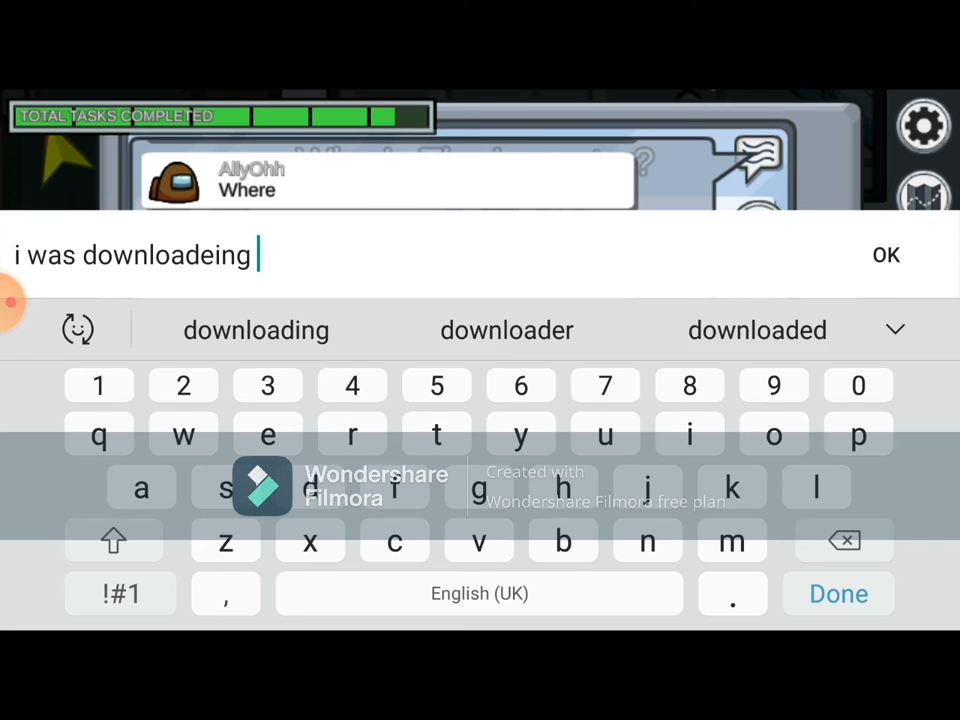 TOTAL TASKS COMPLETED
AllyOhh
Where
i was downloadeing
OK
downloading downloader downloaded
1 2 3 4 5 6 7 8 9 0
q w e r t y u i o p
a s d f g h j k l
Wondershare
Filmora
Created with
Wondershare Filmora free plan
z x c v b n m
!#1 , English (UK) . Done